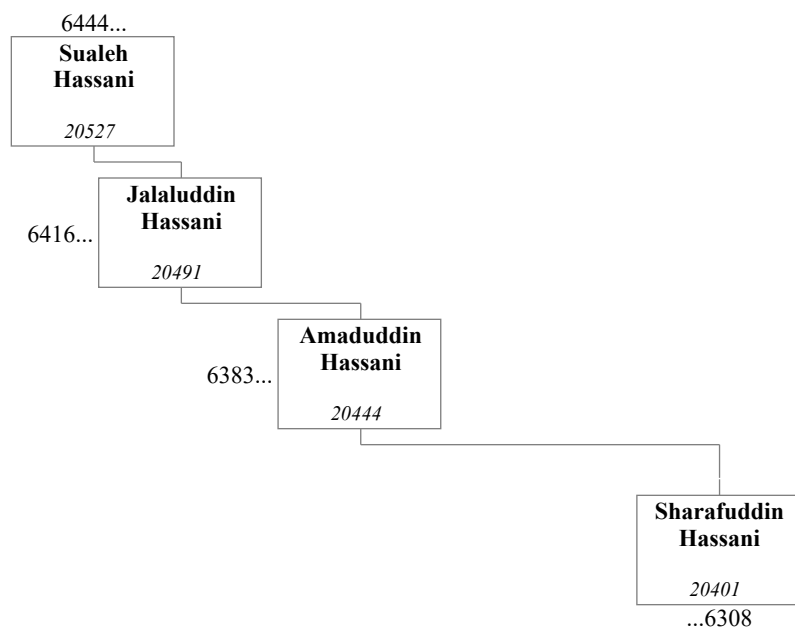 6444...
Sualeh
Hassani
20527
Jalaluddin
Hassani
6416...
20491
Amaduddin
Hassani
6383...
20444
Sharafuddin
Hassani
20401
...6308